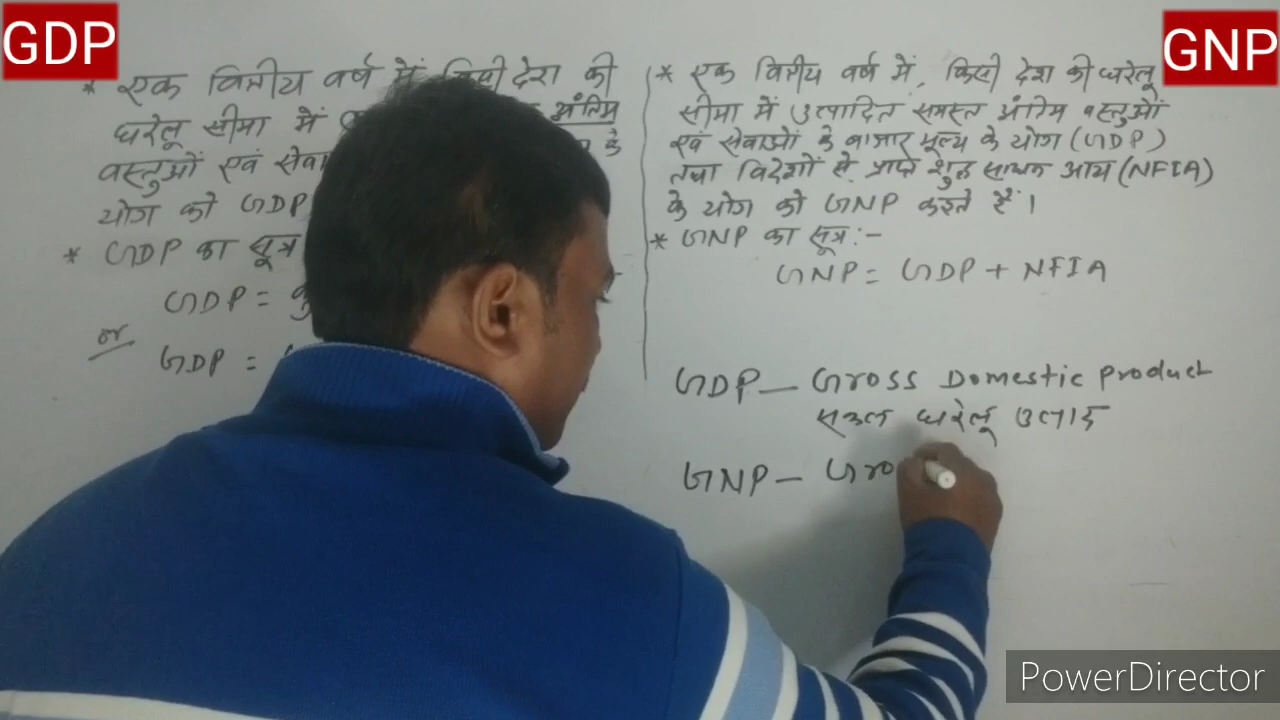 GDP
GNP
* एक वित्तीय वर्ष में किसी देश की
घरेलू सीमा में अंतिम
वस्तुओं एवं सेवा के
योग को GDP
* GDP का सूत्र
GDP =
or
GDP =
* एक वित्तीय वर्ष में, किसी देश की घरेलू
सीमा में उत्पादित समस्त अंतिम वस्तुओं
एवं सेवाओं के बाजार मूल्य के योग (GDP)
तथा विदेशों से प्राप्त शुद्ध साधन आय (NFIA)
के योग को GNP कहते हैं।
* GNP का सूत्र:-
GNP = GDP + NFIA
GDP - Gross Domestic Product
सकल घरेलू उत्पाद
GNP - Gro
PowerDirector